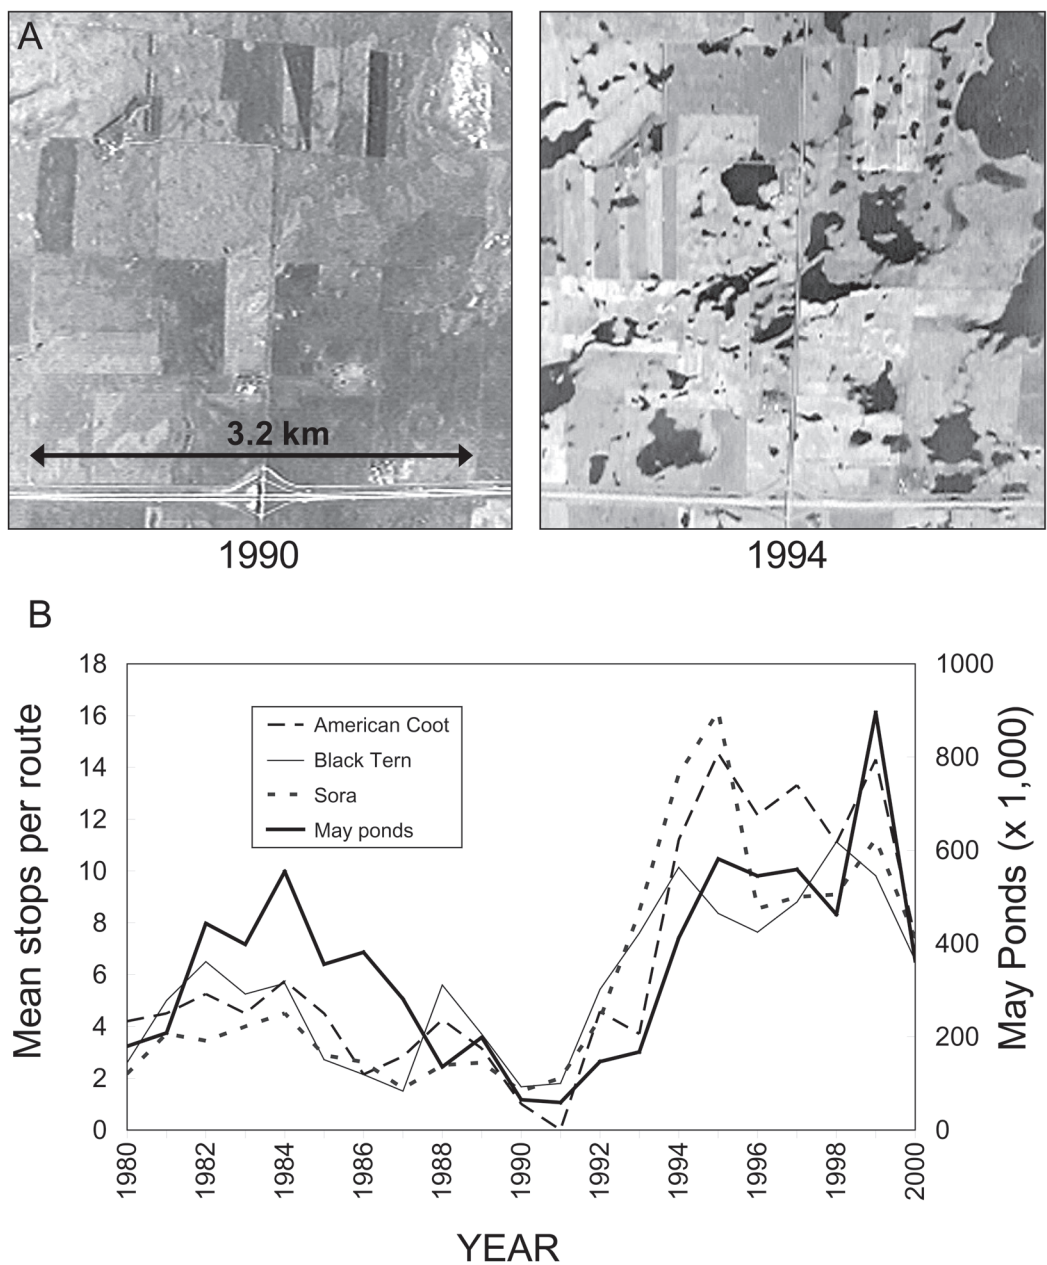 A
3.2 km
1990
1994
B
18
16
14
12
10
8
6
4
2
0
Mean stops per route
American Coot
Black Tern
Sora
May ponds
1000
800
600
400
200
0
May Ponds (x 1,000)
1980
1982
1984
1986
1988
1990
1992
1994
1996
1998
2000
YEAR